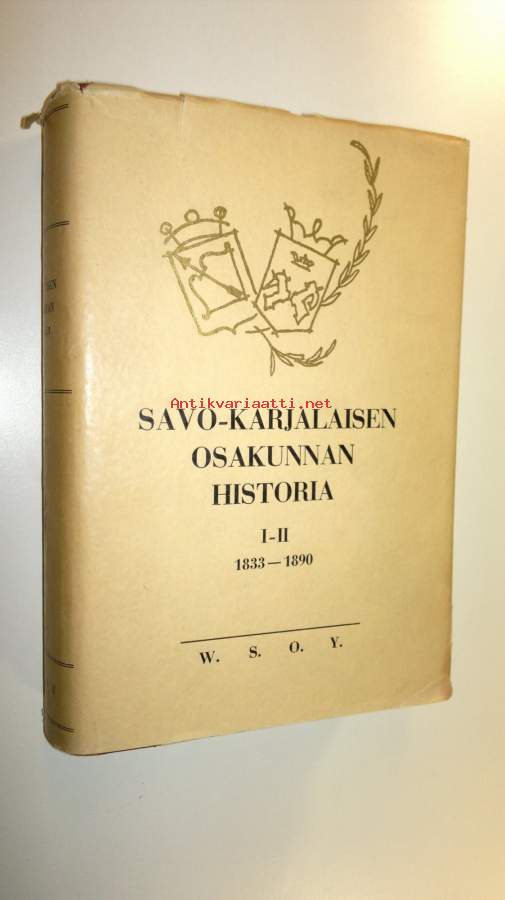 Antikvariaatti.net
SAVO-KARJALAISEN
OSAKUNNAN
HISTORIA
I-II
1833—1890
W. S. O. Y.